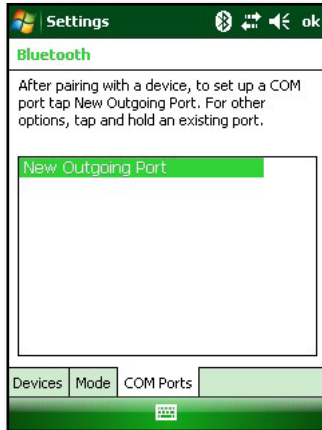 Settings ok
Bluetooth
After pairing with a device, to set up a COM
port tap New Outgoing Port. For other
options, tap and hold an existing port.
New Outgoing Port
Devices Mode COM Ports